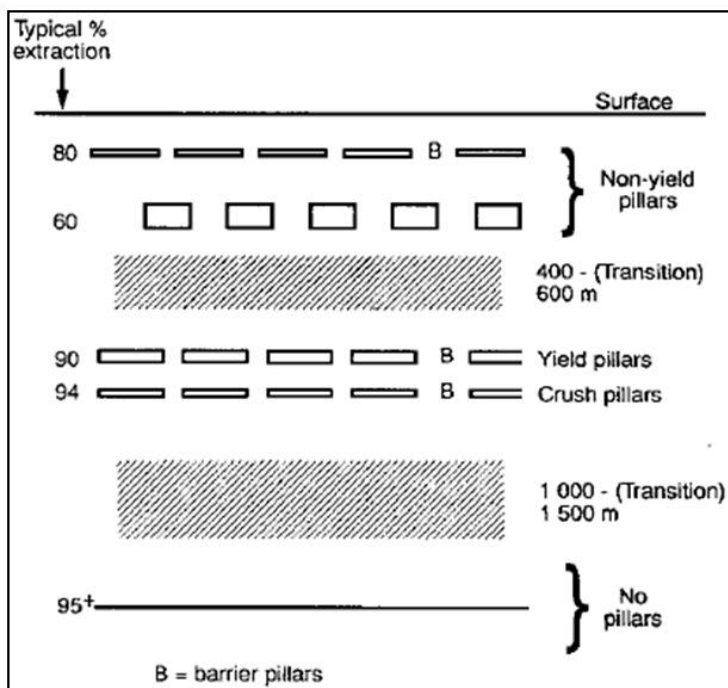 Typical %
extraction
Surface
80
B
Non-yield
pillars
60
400 - (Transition)
600 m
90
B
Yield pillars
94
B
Crush pillars
1 000 - (Transition)
1 500 m
95+
No
pillars
B = barrier pillars